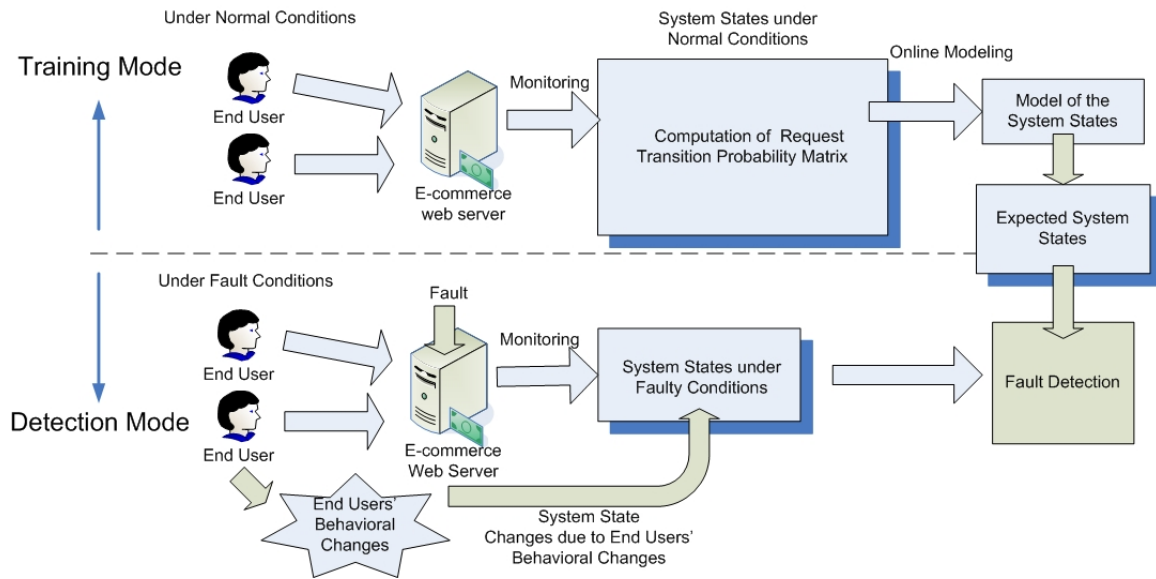 Under Normal Conditions
System States under
Normal Conditions
Online Modeling
Training Mode
Monitoring
End User
End User
E-commerce
web server
Computation of Request
Transition Probability Matrix
Model of the
System States
Expected System
States
Under Fault Conditions
Fault
Monitoring
End User
End User
Detection Mode
E-commerce
Web Server
System States under
Faulty Conditions
Fault Detection
End Users'
Behavioral
Changes
System State
Changes due to End Users'
Behavioral Changes